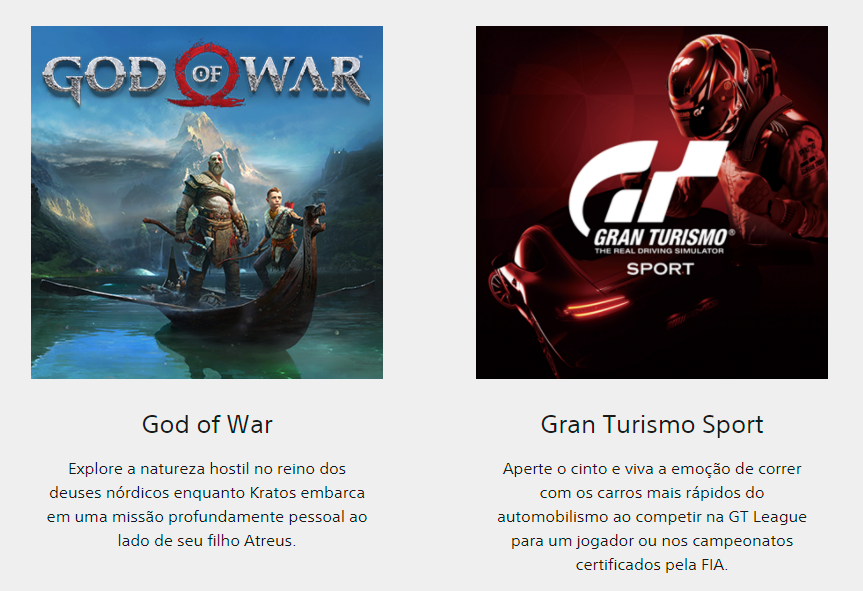 GOD OF WAR
God of War
Explore a natureza hostil no reino dos
deuses nórdicos enquanto Kratos embarca
em uma missão profundamente pessoal ao
lado de seu filho Atreus.
GT
GRAN TURISMO®
THE REAL DRIVING SIMULATOR
SPORT
Gran Turismo Sport
Aperte o cinto e viva a emoção de correr
com os carros mais rápidos do
automobilismo ao competir na GT League
para um jogador ou nos campeonatos
certificados pela FIA.